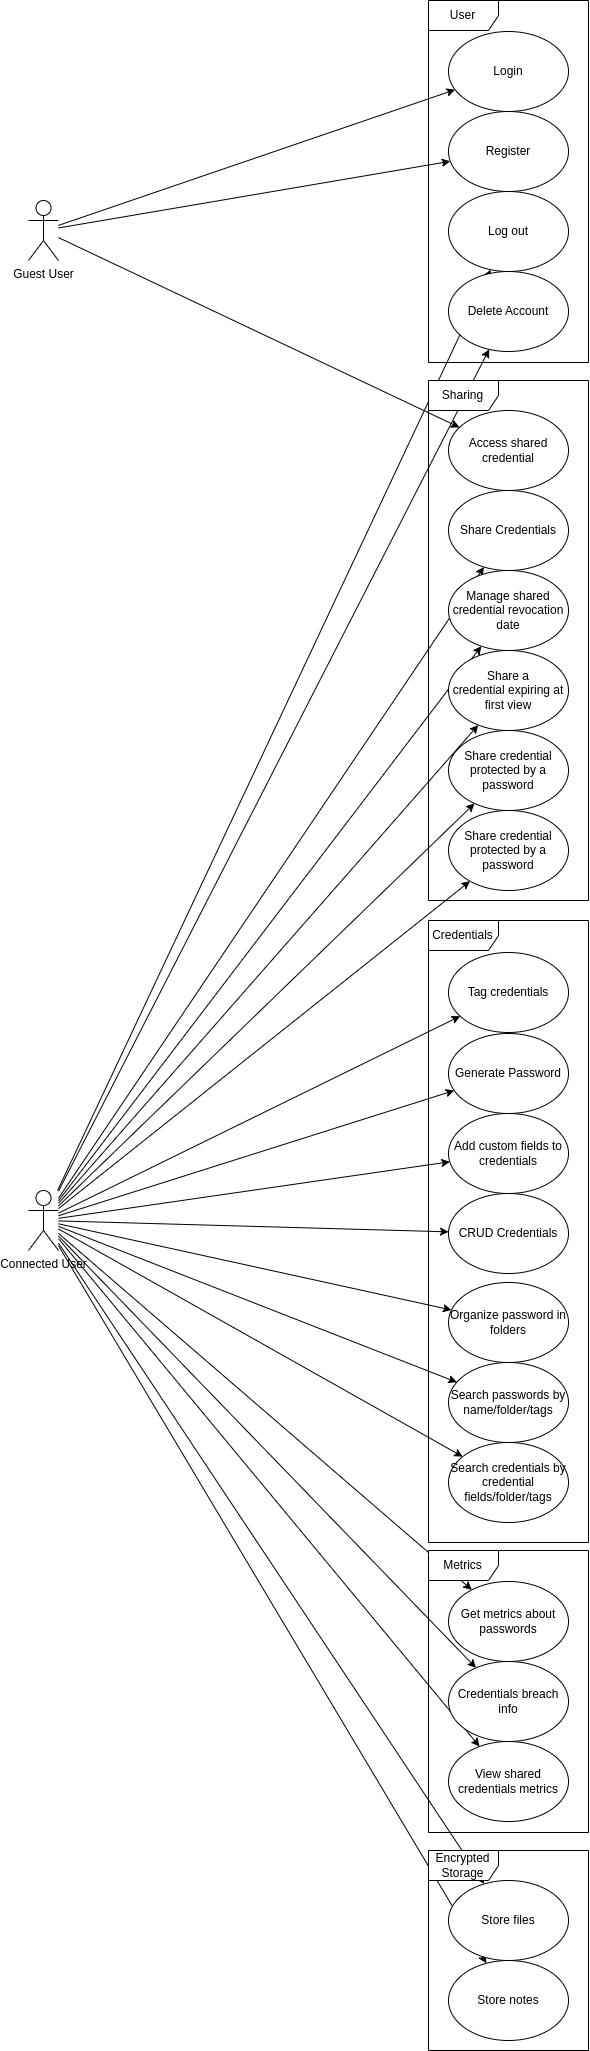 User
Login
Register
Log out
Delete Account
Guest User
Sharing
Access shared
credential
Share Credentials
Manage shared
credential revocation
date
Share a
credential expiring at
first view
Share credential
protected by a
password
Share credential
protected by a
password
Credentials
Tag credentials
Generate Password
Add custom fields to
credentials
CRUD Credentials
Connected User
Organize password in
folders
Search passwords by
name/folder/tags
Search credentials by
credential
fields/folder/tags
Metrics
Get metrics about
passwords
Credentials breach
info
View shared
credentials metrics
Encrypted
Storage
Store files
Store notes